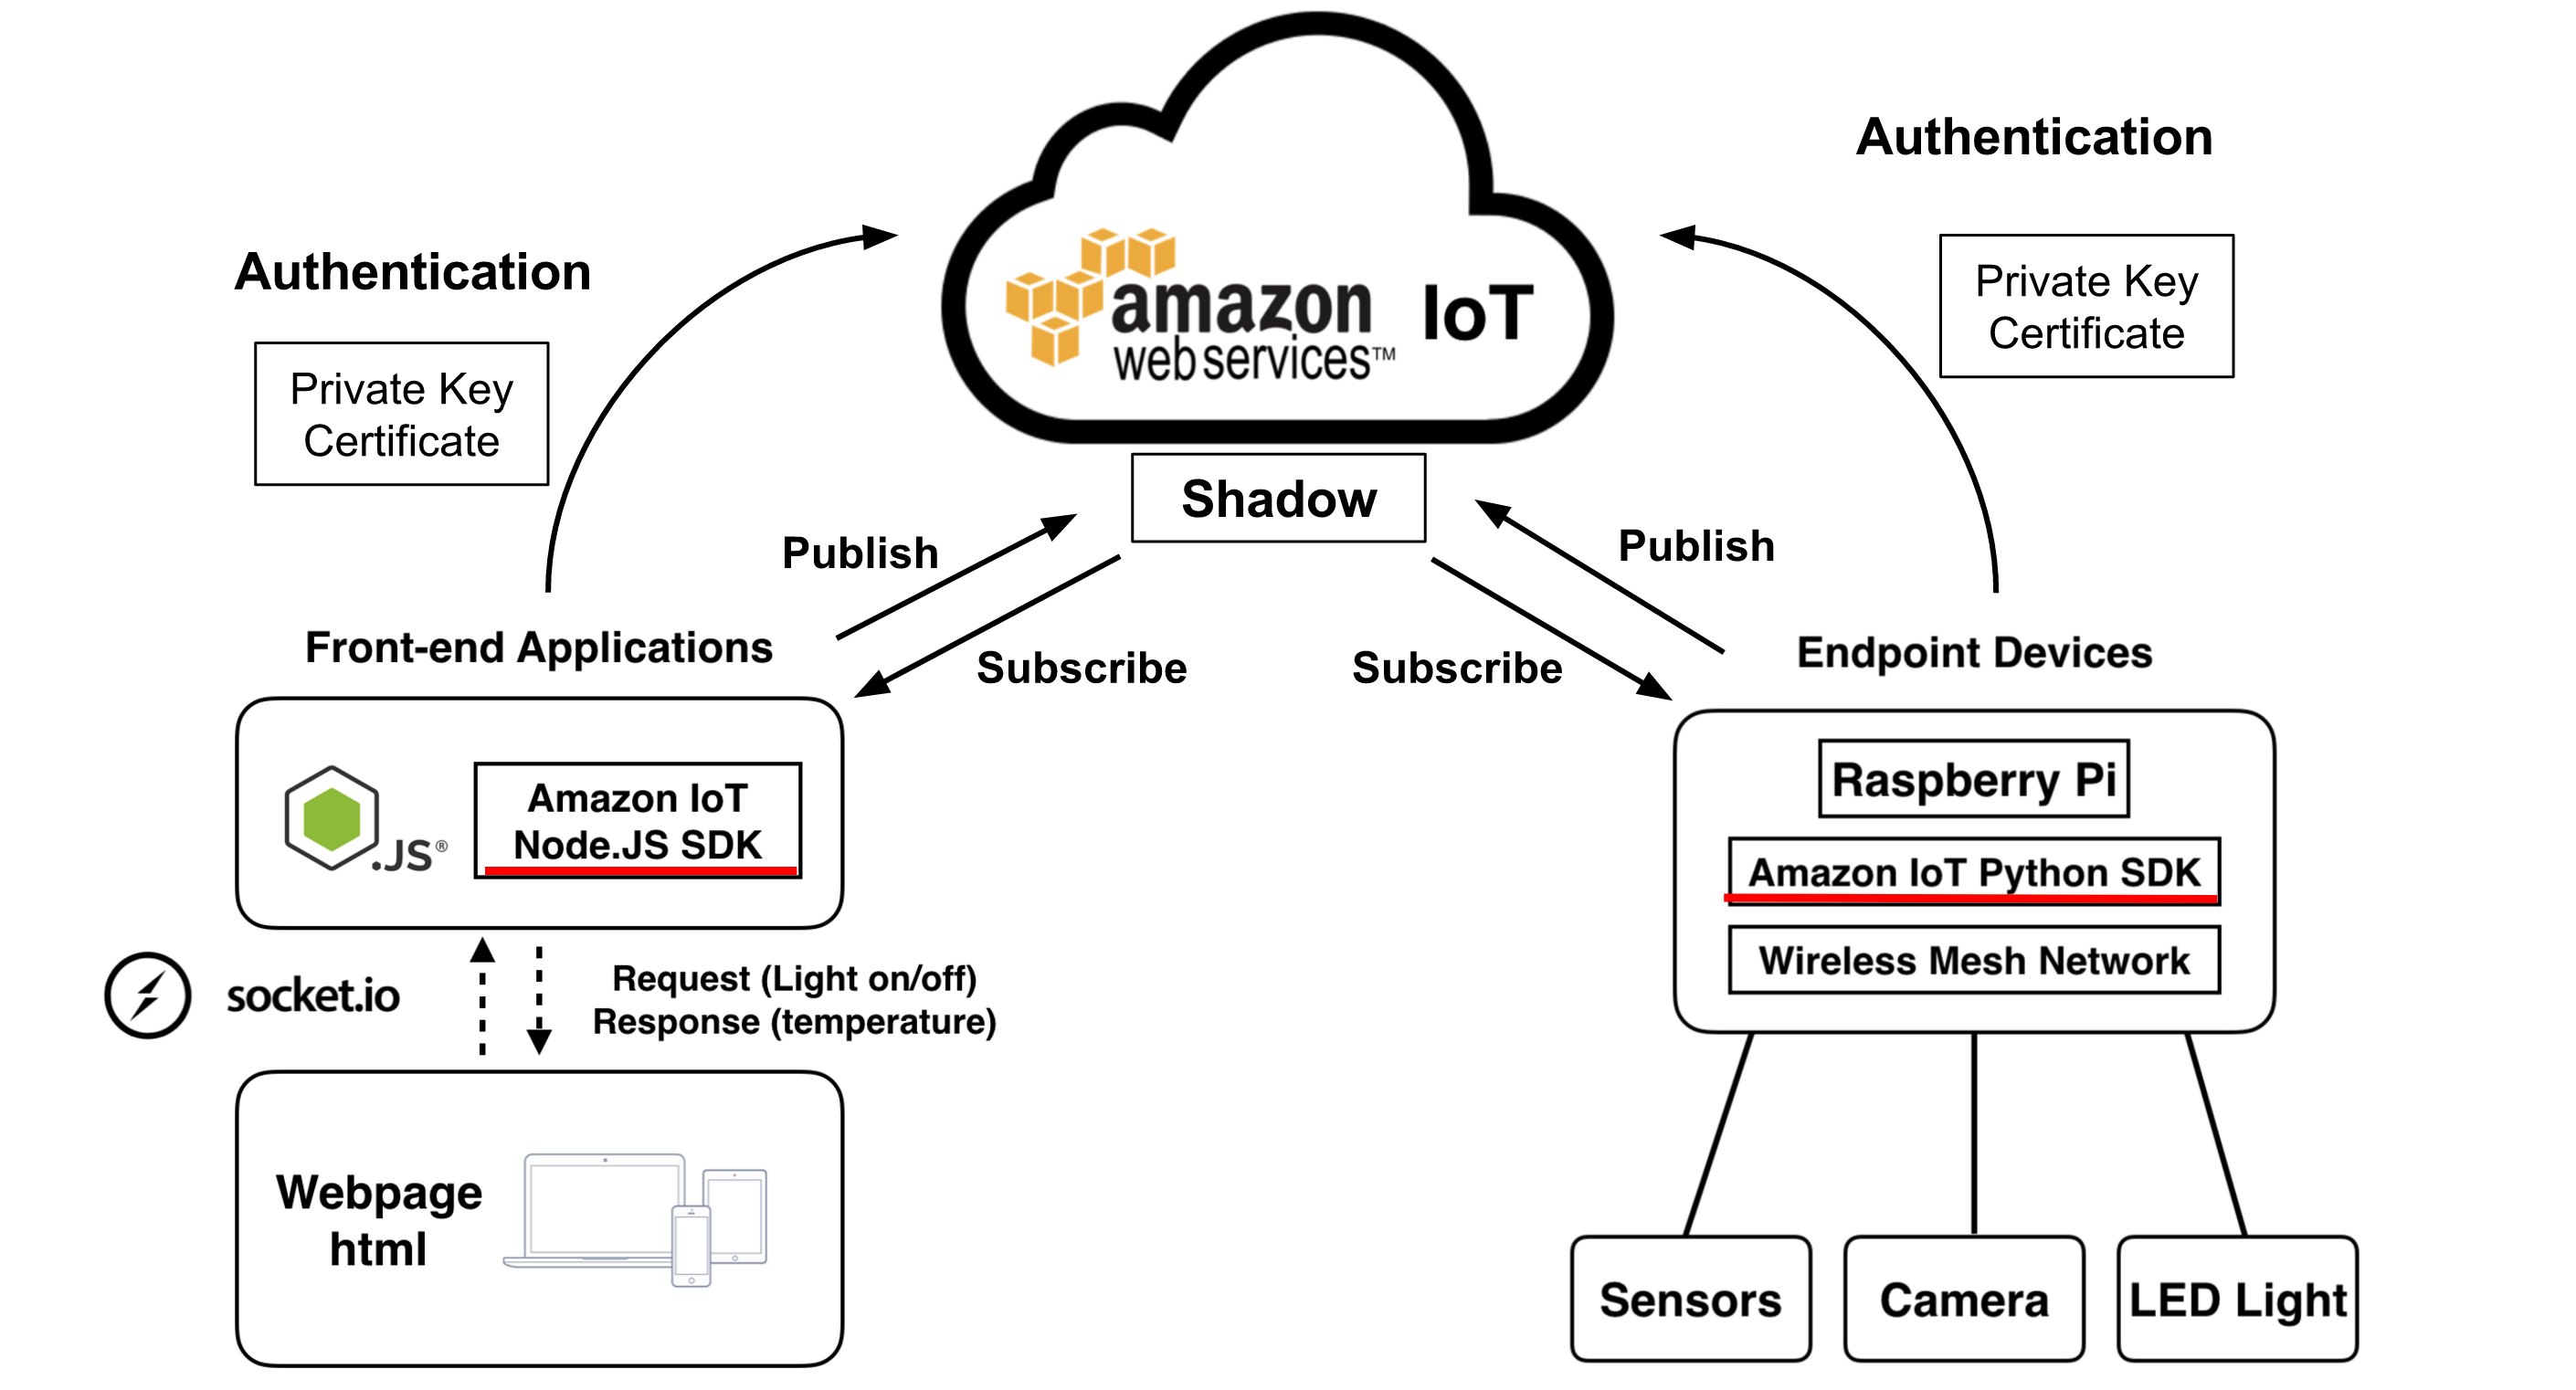 Authentication
Private Key
Certificate
amazon
web services™
IoT
Authentication
Private Key
Certificate
Shadow
Publish
Subscribe
Publish
Subscribe
Front-end Applications
.JS®
Amazon IoT
Node.JS SDK
socket.io
Request (Light on/off)
Response (temperature)
Webpage
html
Endpoint Devices
Raspberry Pi
Amazon IoT Python SDK
Wireless Mesh Network
Sensors
Camera
LED Light